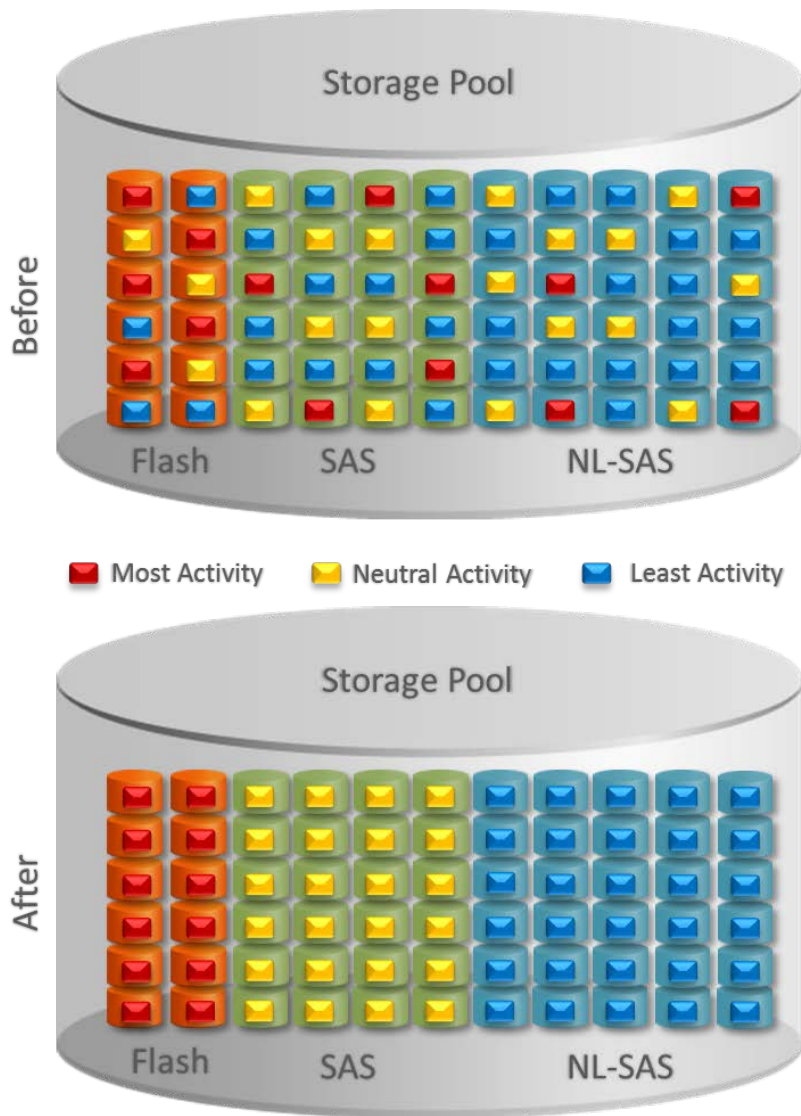 Storage Pool
Before
Flash SAS NL-SAS
Most Activity Neutral Activity Least Activity
Storage Pool
After
Flash SAS NL-SAS